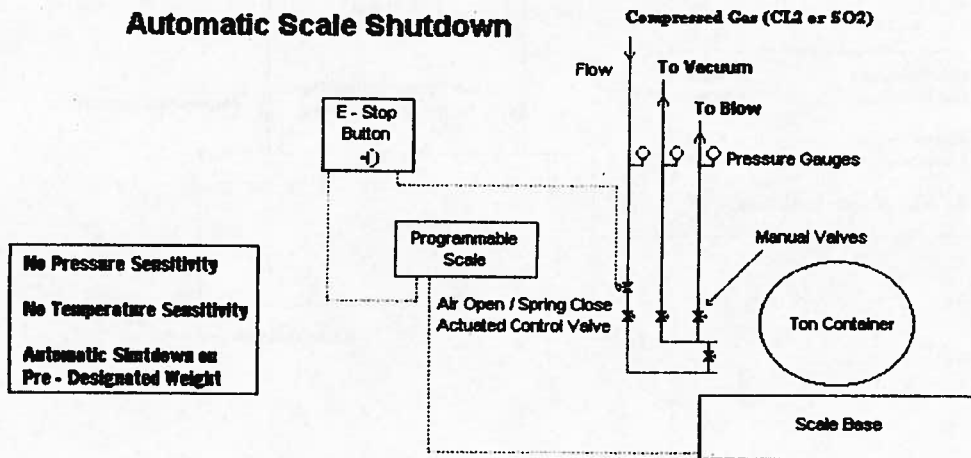 Automatic Scale Shutdown
Compressed Gas (CL2 or SO2)
Flow
To Vacuum
To Blow
E - Stop
Button
Pressure Gauges
Programmable
Scale
Manual Valves
No Pressure Sensitivity
No Temperature Sensitivity
Automatic Shutdown on
Pre - Designated Weight
Air Open / Spring Close
Actuated Control Valve
Ton Container
Scale Base